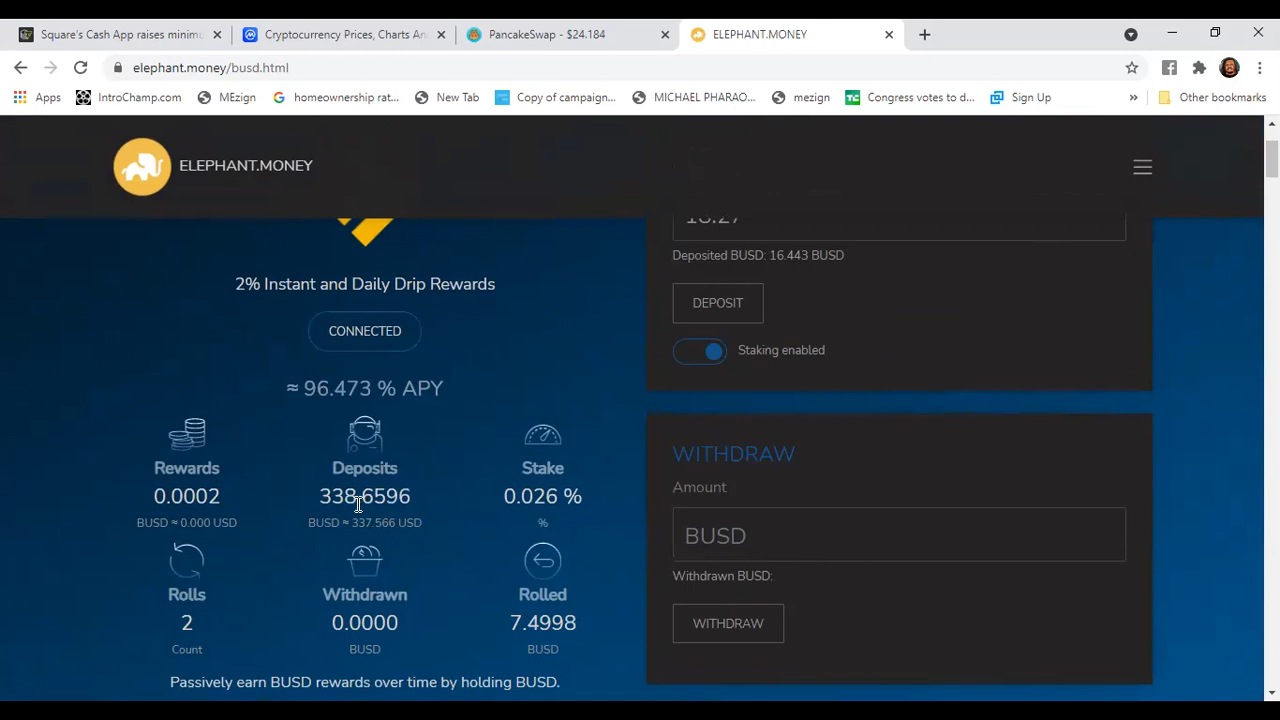 Square's Cash App raises minimu
Cryptocurrency Prices, Charts An
PancakeSwap - $24.184
ELEPHANT.MONEY
elephant.money/busd.html
Apps
IntroChamp.com
MEzign
homeownership rat...
New Tab
Copy of campaign...
MICHAEL PHARAO...
mezign
Congress votes to d...
Sign Up
Other bookmarks
ELEPHANT.MONEY
18.27
2% Instant and Daily Drip Rewards
CONNECTED
≈ 96.473 % APY
Rewards
Deposits
Stake
0.0002
338.6596
0.026 %
BUSD ≈ 0.000 USD
BUSD ≈ 337.566 USD
%
Rolls
Withdrawn
Rolled
2
0.0000
7.4998
Count
BUSD
BUSD
Passively earn BUSD rewards over time by holding BUSD.
Deposited BUSD: 16.443 BUSD
DEPOSIT
Staking enabled
WITHDRAW
Amount
BUSD
Withdrawn BUSD:
WITHDRAW